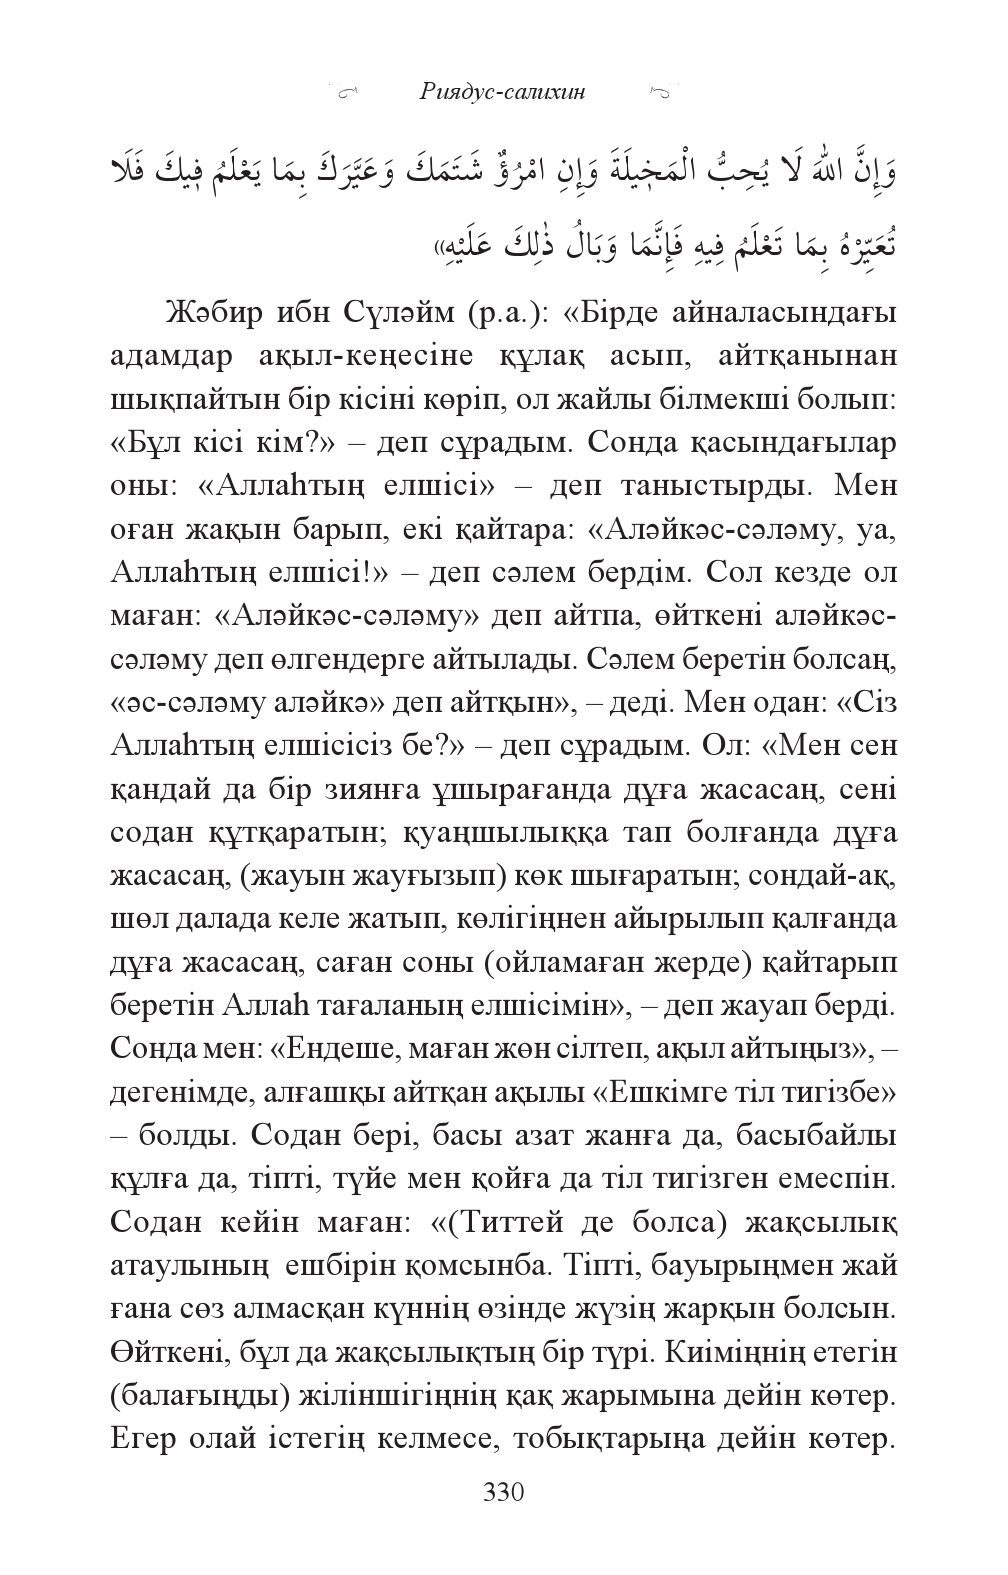 Риядус-салихин
وَإِنَّ اللهَ لَا يُحِبُّ الْمَخِيلَةَ وَإِنِ امْرُؤٌ شَتَمَكَ وَعَيَّرَكَ بِمَا يَعْلَمُ فِيكَ فَلَا
تُعَيِّرْهُ بِمَا تَعْلَمُ فِيهِ فَإِنَّمَا وَبَالُ ذٰلِكَ عَلَيْهِ»
Жәбир ибн Сүләйм (р.а.): «Бірде айналасындағы
адамдар ақыл-кеңесіне құлақ асып, айтқанынан
шықпайтын бір кісіні көріп, ол жайлы білмекші болып:
«Бұл кісі кім?» – деп сұрадым. Сонда қасындағылар
оны: «Аллаһтың елшісі» – деп таныстырды. Мен
оған жақын барып, екі қайтара: «Аләйкәс-сәләму, уа,
Аллаһтың елшісі!» – деп сәлем бердім. Сол кезде ол
маған: «Аләйкәс-сәләму» деп айтпа, өйткені аләйкәс-
сәләму деп өлгендерге айтылады. Сәлем беретін болсаң,
«әс-сәләму аләйкә» деп айтқын», – деді. Мен одан: «Сіз
Аллаһтың елшісісіз бе?» – деп сұрадым. Ол: «Мен сен
қандай да бір зиянға ұшырағанда дұға жасасаң, сені
содан құтқаратын; қуаңшылыққа тап болғанда дұға
жасасаң, (жауын жауғызып) көк шығаратын; сондай-ақ,
шөл далада келе жатып, көлігіңнен айырылып қалғанда
дұға жасасаң, саған соны (ойламаған жерде) қайтарып
беретін Аллаһ тағаланың елшісімін», – деп жауап берді.
Сонда мен: «Ендеше, маған жөн сілтеп, ақыл айтыңыз», –
дегенімде, алғашқы айтқан ақылы «Ешкімге тіл тигізбе»
– болды. Содан бері, басы азат жанға да, басыбайлы
құлға да, тіпті, түйе мен қойға да тіл тигізген емеспін.
Содан кейін маған: «(Титтей де болса) жақсылық
атаулының ешбірін қомсынба. Тіпті, бауырыңмен жай
ғана сөз алмасқан күннің өзінде жүзің жарқын болсын.
Өйткені, бұл да жақсылықтың бір түрі. Киіміңнің етегін
(балағыңды) жіліншігіңнің қақ жарымына дейін көтер.
Егер олай істегің келмесе, тобықтарыңа дейін көтер.
330